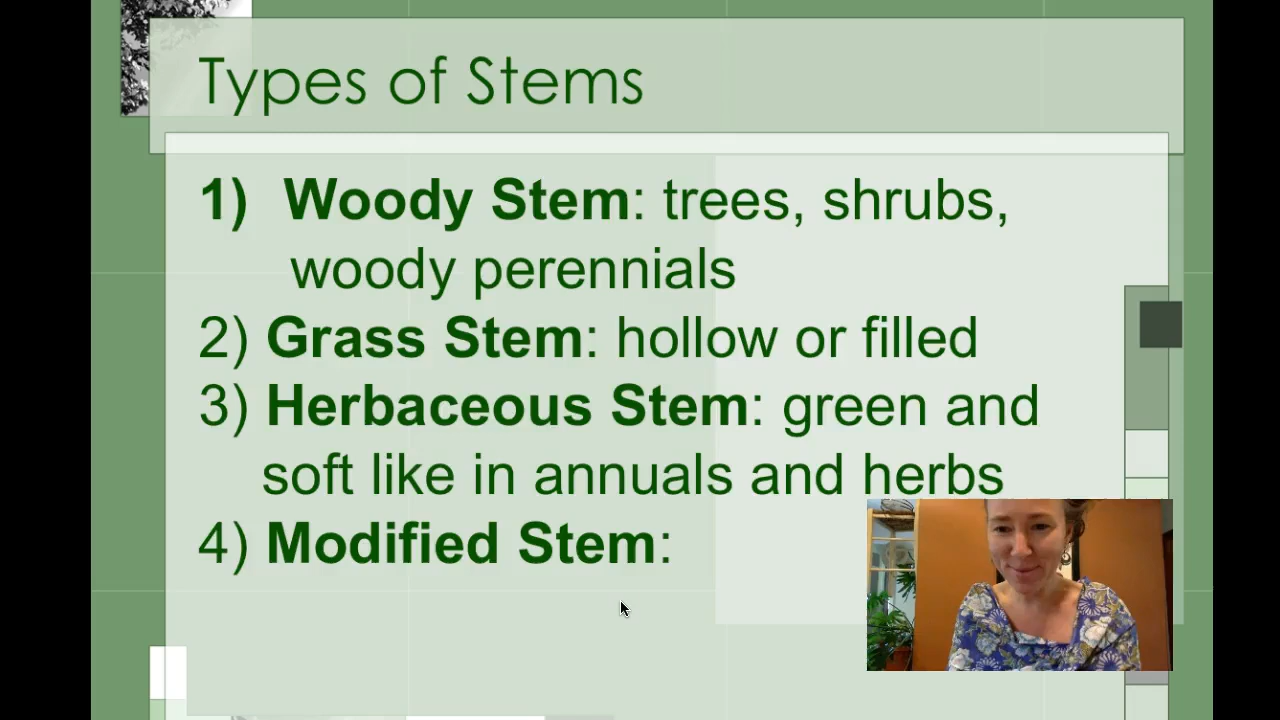 Types of Stems
1) Woody Stem: trees, shrubs,
woody perennials
2) Grass Stem: hollow or filled
3) Herbaceous Stem: green and
soft like in annuals and herbs
4) Modified Stem: